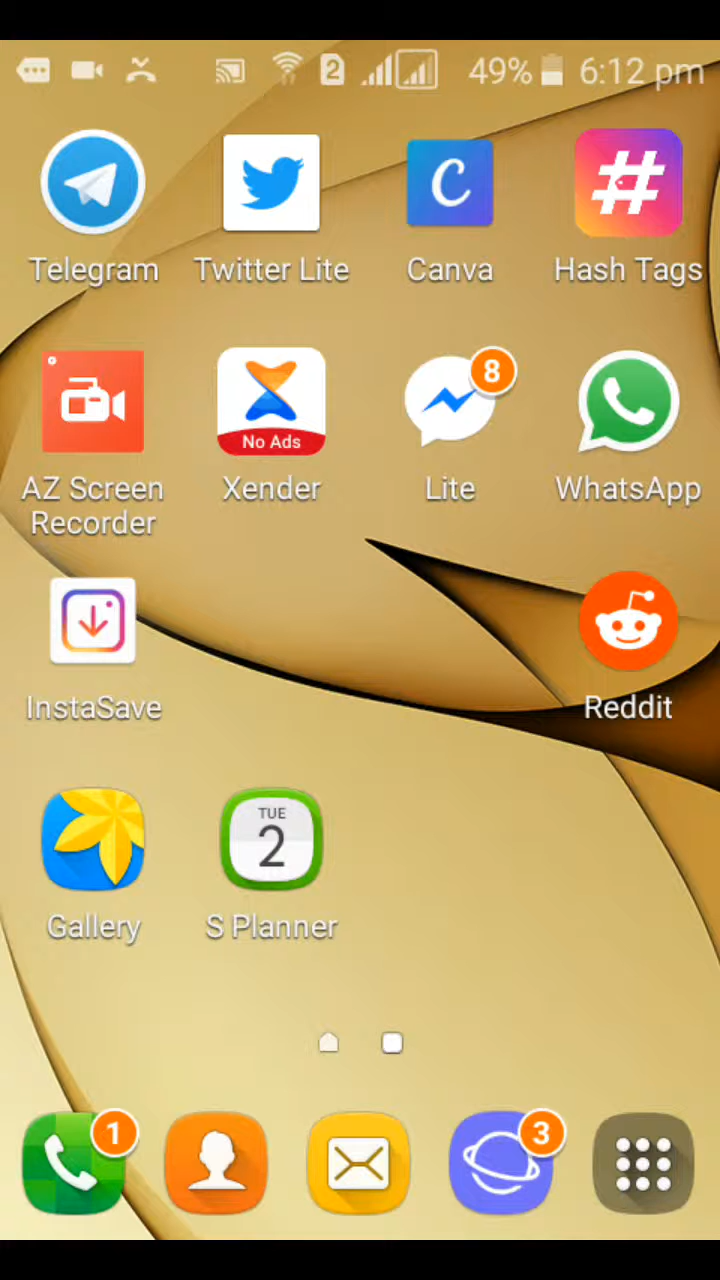 2 49% 6:12 pm
Telegram Twitter Lite Canva Hash Tags
C #
8
No Ads
AZ Screen Recorder Xender Lite WhatsApp
InstaSave Reddit
TUE
2
Gallery S Planner
1 3